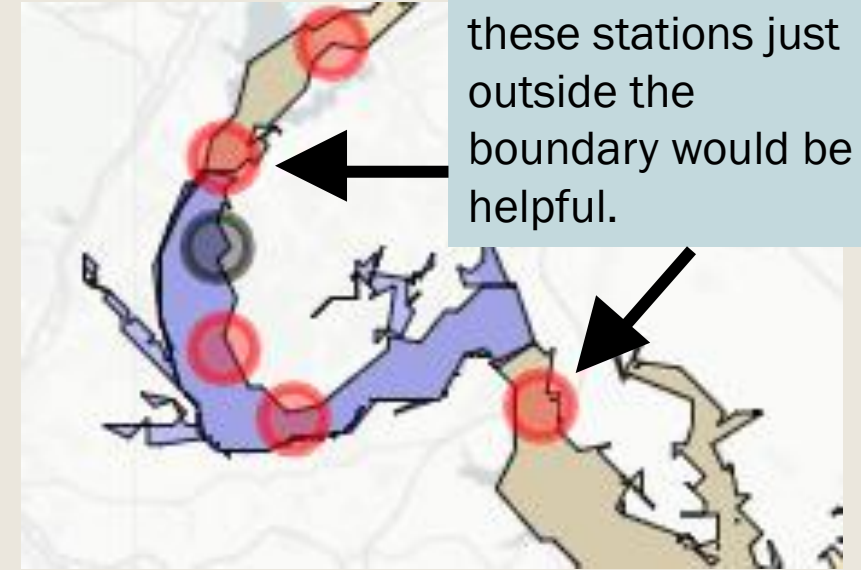 these stations just
outside the
boundary would be
helpful.